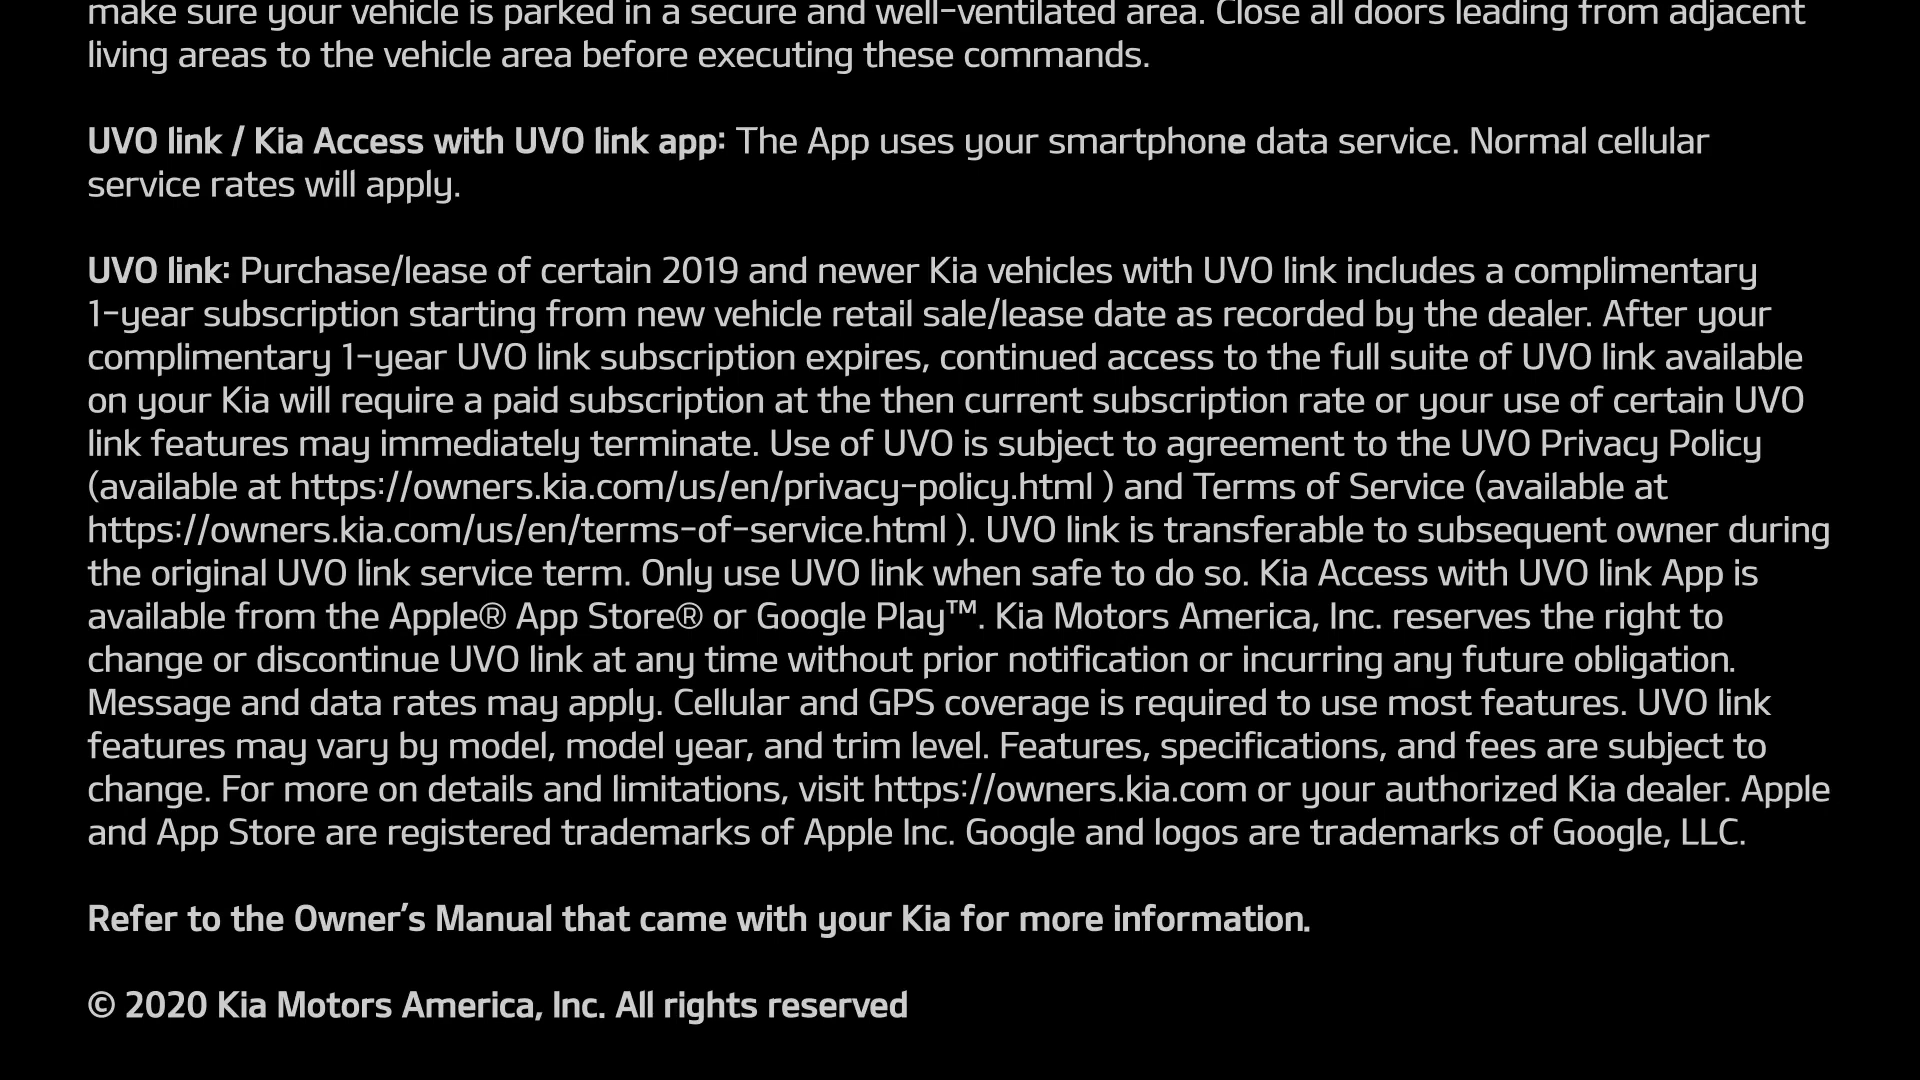 make sure your vehicle is parked in a secure and well-ventilated area. Close all doors leading from adjacent
living areas to the vehicle area before executing these commands.
UVO link / Kia Access with UVO link app: The App uses your smartphone data service. Normal cellular
service rates will apply.
UVO link: Purchase/lease of certain 2019 and newer Kia vehicles with UVO link includes a complimentary
1-year subscription starting from new vehicle retail sale/lease date as recorded by the dealer. After your
complimentary 1-year UVO link subscription expires, continued access to the full suite of UVO link available
on your Kia will require a paid subscription at the then current subscription rate or your use of certain UVO
link features may immediately terminate. Use of UVO is subject to agreement to the UVO Privacy Policy
(available at https://owners.kia.com/us/en/privacy-policy.html ) and Terms of Service (available at
https://owners.kia.com/us/en/terms-of-service.html ). UVO link is transferable to subsequent owner during
the original UVO link service term. Only use UVO link when safe to do so. Kia Access with UVO link App is
available from the Apple® App Store® or Google Play™. Kia Motors America, Inc. reserves the right to
change or discontinue UVO link at any time without prior notification or incurring any future obligation.
Message and data rates may apply. Cellular and GPS coverage is required to use most features. UVO link
features may vary by model, model year, and trim level. Features, specifications, and fees are subject to
change. For more on details and limitations, visit https://owners.kia.com or your authorized Kia dealer. Apple
and App Store are registered trademarks of Apple Inc. Google and logos are trademarks of Google, LLC.
Refer to the Owner's Manual that came with your Kia for more information.
© 2020 Kia Motors America, Inc. All rights reserved